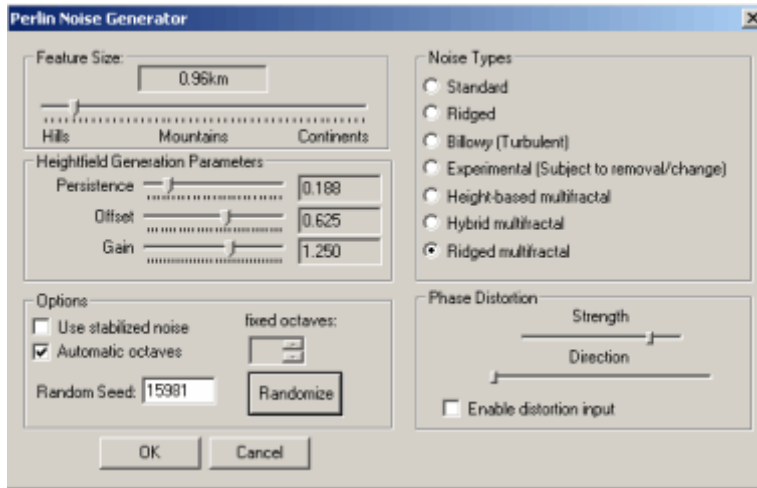 Perlin Noise Generator
Feature Size:
0.96km
Hills Mountains Continents
Heightfield Generation Parameters
Persistence 0.188
Offset 0.625
Gain 1.250
Options
Use stabilized noise
fixed octaves:
Automatic octaves
Random Seed: 15981
Randomize
OK Cancel
Noise Types
Standard
Ridged
Billowy (Turbulent)
Experimental (Subject to removal/change)
Height-based multifractal
Hybrid multifractal
Ridged multifractal
Phase Distortion
Strength
Direction
Enable distortion input